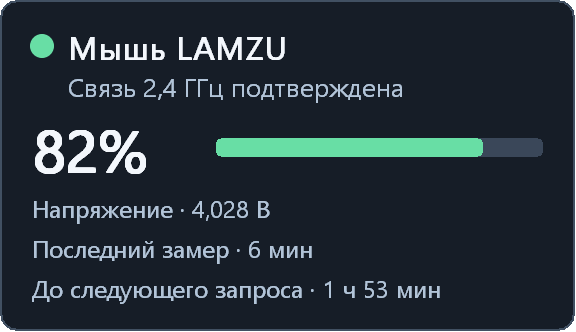 Мышь LAMZU
Связь 2,4 ГГц подтверждена
82%
Напряжение · 4,028 В
Последний замер · 6 мин
До следующего запроса · 1 ч 53 мин